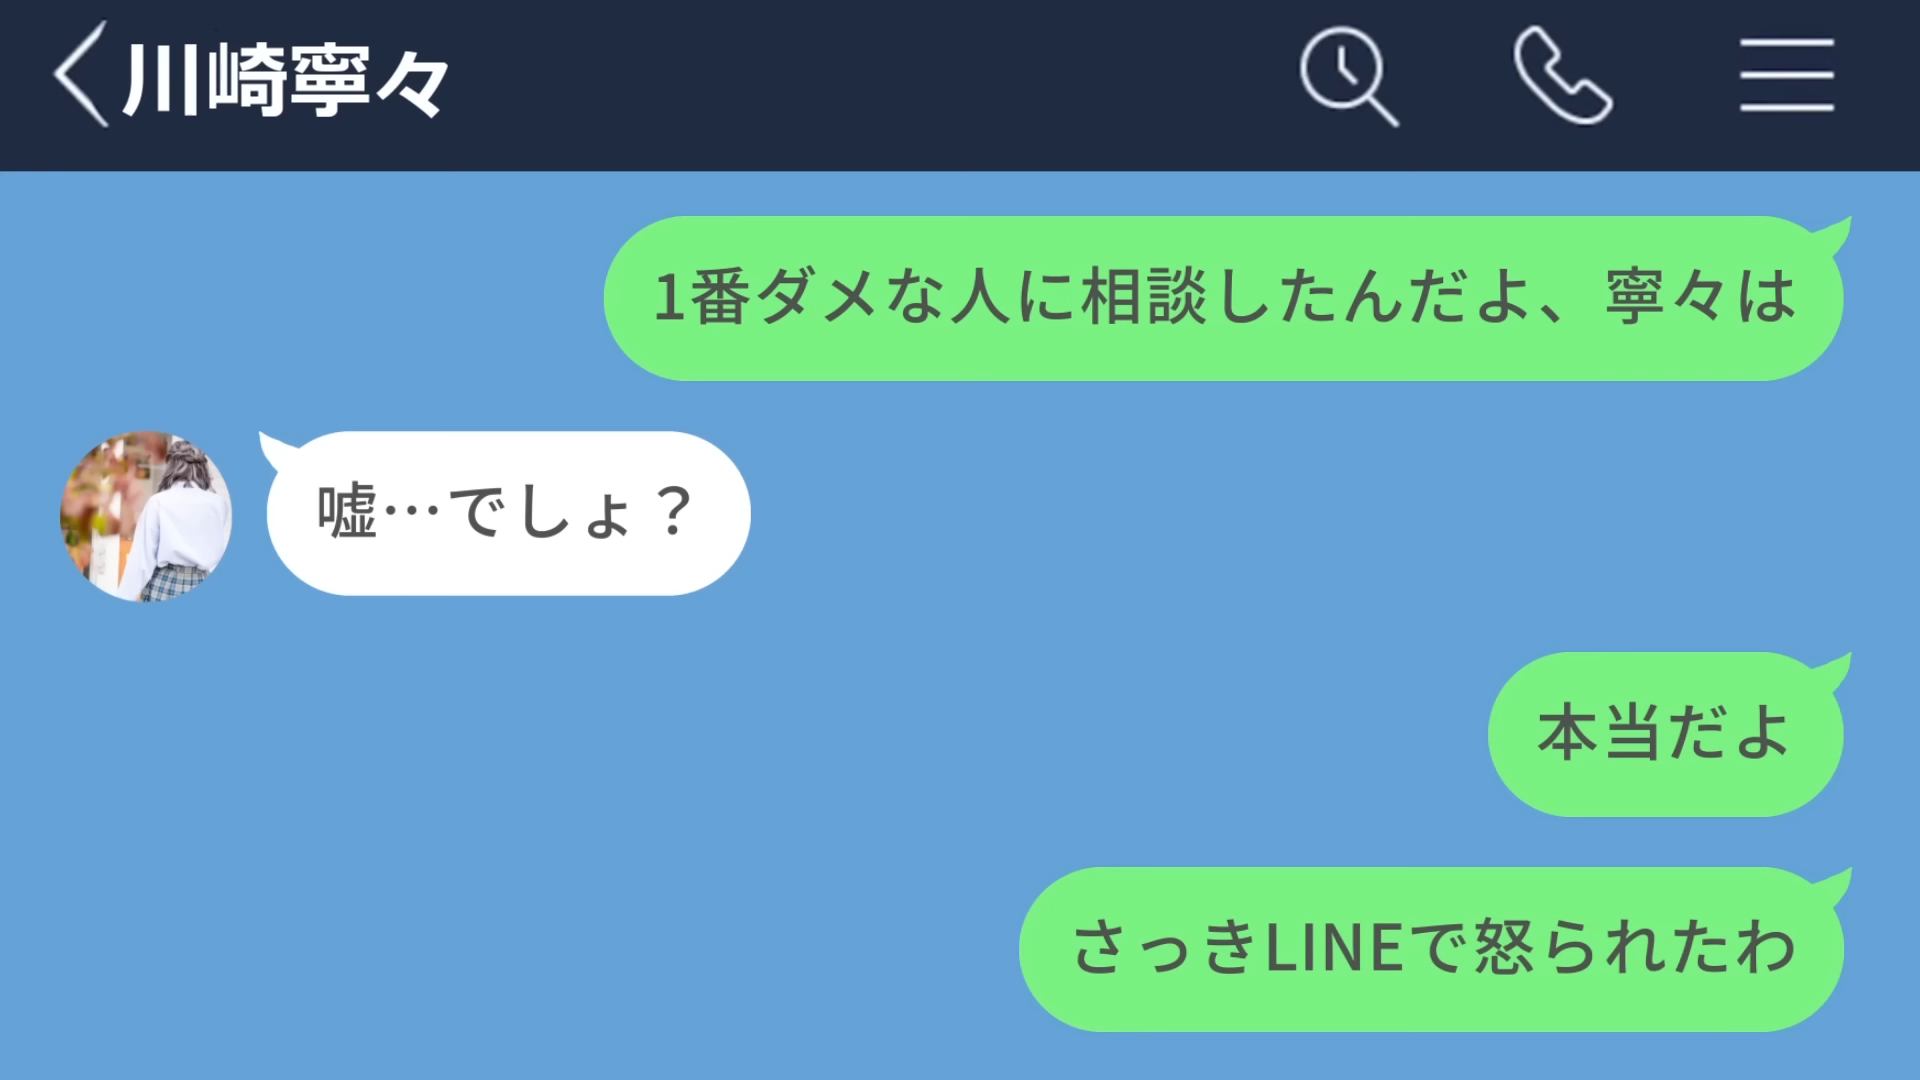 川崎寧々
1番ダメな人に相談したんだよ、寧々は
嘘…でしょ？
本当だよ
さっきLINEで怒られたわ